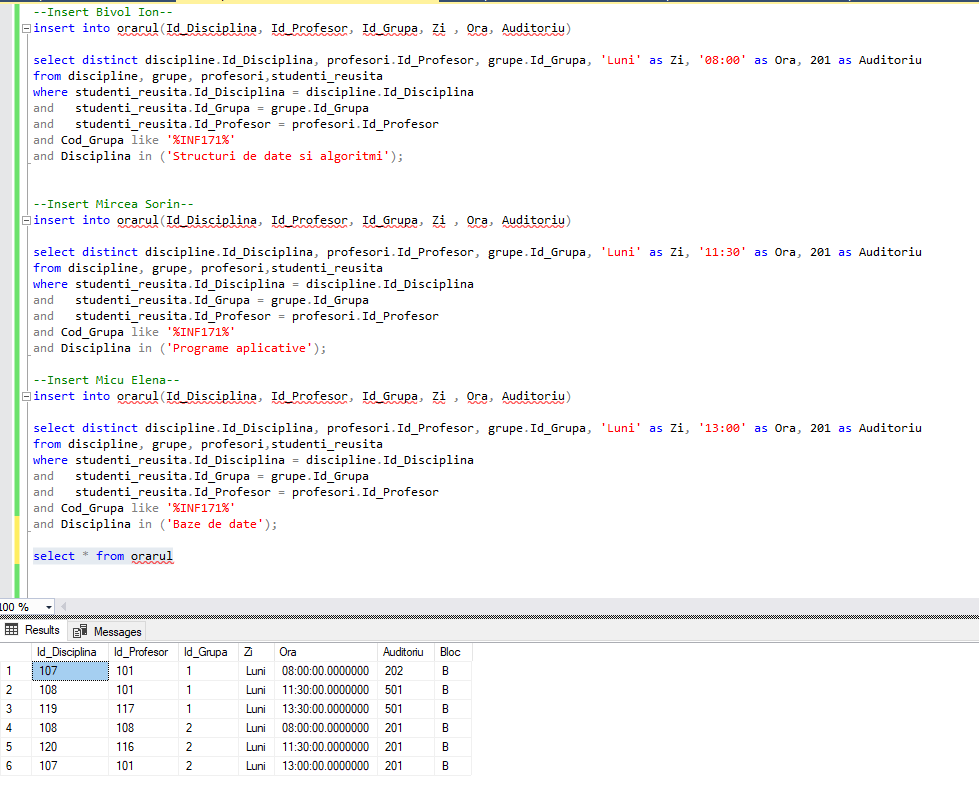 --Insert Bivol Ion--
insert into orarul(Id_Disciplina, Id_Profesor, Id_Grupa, Zi , Ora, Auditoriu)
select distinct discipline.Id_Disciplina, profesori.Id_Profesor, grupe.Id_Grupa, 'Luni' as Zi, '08:00' as Ora, 201 as Auditoriu
from discipline, grupe, profesori,studenti_reusita
where studenti_reusita.Id_Disciplina = discipline.Id_Disciplina
and   studenti_reusita.Id_Grupa = grupe.Id_Grupa
and   studenti_reusita.Id_Profesor = profesori.Id_Profesor
and Cod_Grupa like '%INF171%'
and Disciplina in ('Structuri de date si algoritmi');
--Insert Mircea Sorin--
insert into orarul(Id_Disciplina, Id_Profesor, Id_Grupa, Zi , Ora, Auditoriu)
select distinct discipline.Id_Disciplina, profesori.Id_Profesor, grupe.Id_Grupa, 'Luni' as Zi, '11:30' as Ora, 201 as Auditoriu
from discipline, grupe, profesori,studenti_reusita
where studenti_reusita.Id_Disciplina = discipline.Id_Disciplina
and   studenti_reusita.Id_Grupa = grupe.Id_Grupa
and   studenti_reusita.Id_Profesor = profesori.Id_Profesor
and Cod_Grupa like '%INF171%'
and Disciplina in ('Programe aplicative');
--Insert Micu Elena--
insert into orarul(Id_Disciplina, Id_Profesor, Id_Grupa, Zi , Ora, Auditoriu)
select distinct discipline.Id_Disciplina, profesori.Id_Profesor, grupe.Id_Grupa, 'Luni' as Zi, '13:00' as Ora, 201 as Auditoriu
from discipline, grupe, profesori,studenti_reusita
where studenti_reusita.Id_Disciplina = discipline.Id_Disciplina
and   studenti_reusita.Id_Grupa = grupe.Id_Grupa
and   studenti_reusita.Id_Profesor = profesori.Id_Profesor
and Cod_Grupa like '%INF171%'
and Disciplina in ('Baze de date');
select * from orarul
100 %
Results Messages
Id_Disciplina Id_Profesor Id_Grupa Zi Ora Auditoriu Bloc
1 107 101 1 Luni 08:00:00.0000000 202 B
2 108 101 1 Luni 11:30:00.0000000 501 B
3 119 117 1 Luni 13:30:00.0000000 501 B
4 108 108 2 Luni 08:00:00.0000000 201 B
5 120 116 2 Luni 11:30:00.0000000 201 B
6 107 101 2 Luni 13:00:00.0000000 201 B